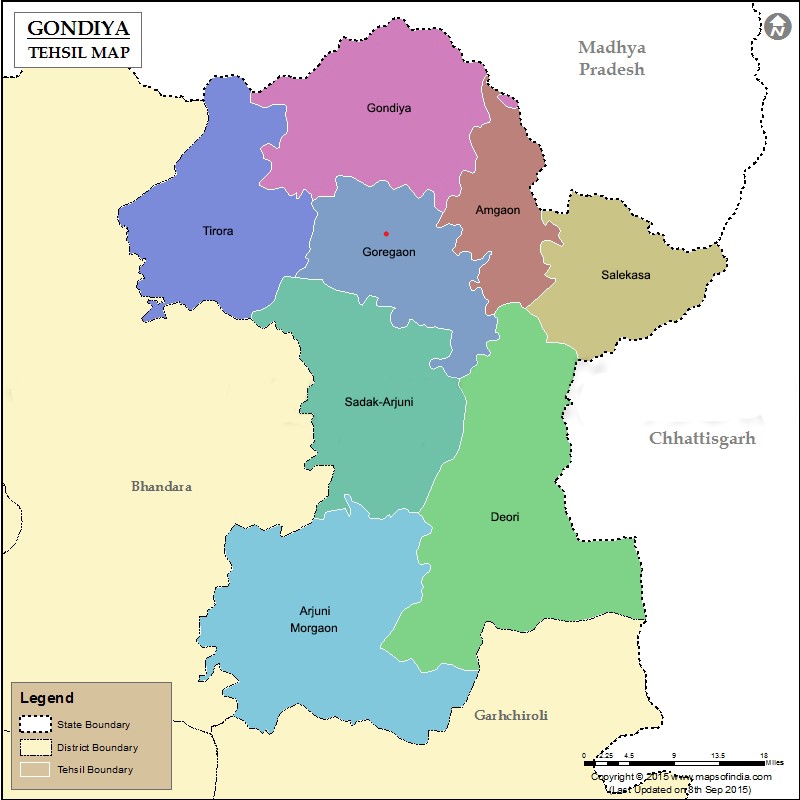 GONDIYA
TEHSIL MAP
N
Madhya
Pradesh
Gondiya
Amgaon
Tirora
Goregaon
Salekasa
Sadak-Arjuni
Chhattisgarh
Bhandara
Deori
Arjuni
Morgaon
Garhchiroli
Legend
State Boundary
District Boundary
Tehsil Boundary
0 2.25 4.5 9 13.5 18 Miles
Copyright © 2015 www.mapsofindia.com
(Last Updated on 8th Sep 2015)